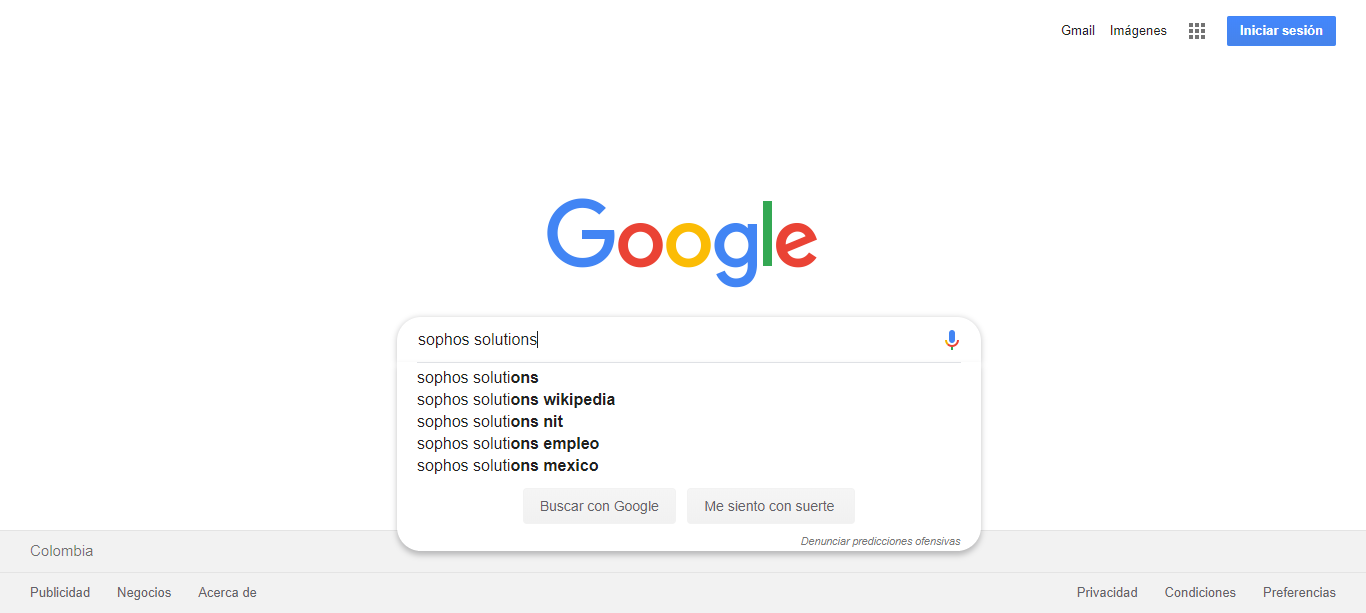 Gmail Imágenes Iniciar sesión
Google
sophos solutions
sophos solutions
sophos solutions wikipedia
sophos solutions nit
sophos solutions empleo
sophos solutions mexico
Buscar con Google Me siento con suerte
Denunciar predicciones ofensivas
Colombia
Publicidad Negocios Acerca de Privacidad Condiciones Preferencias